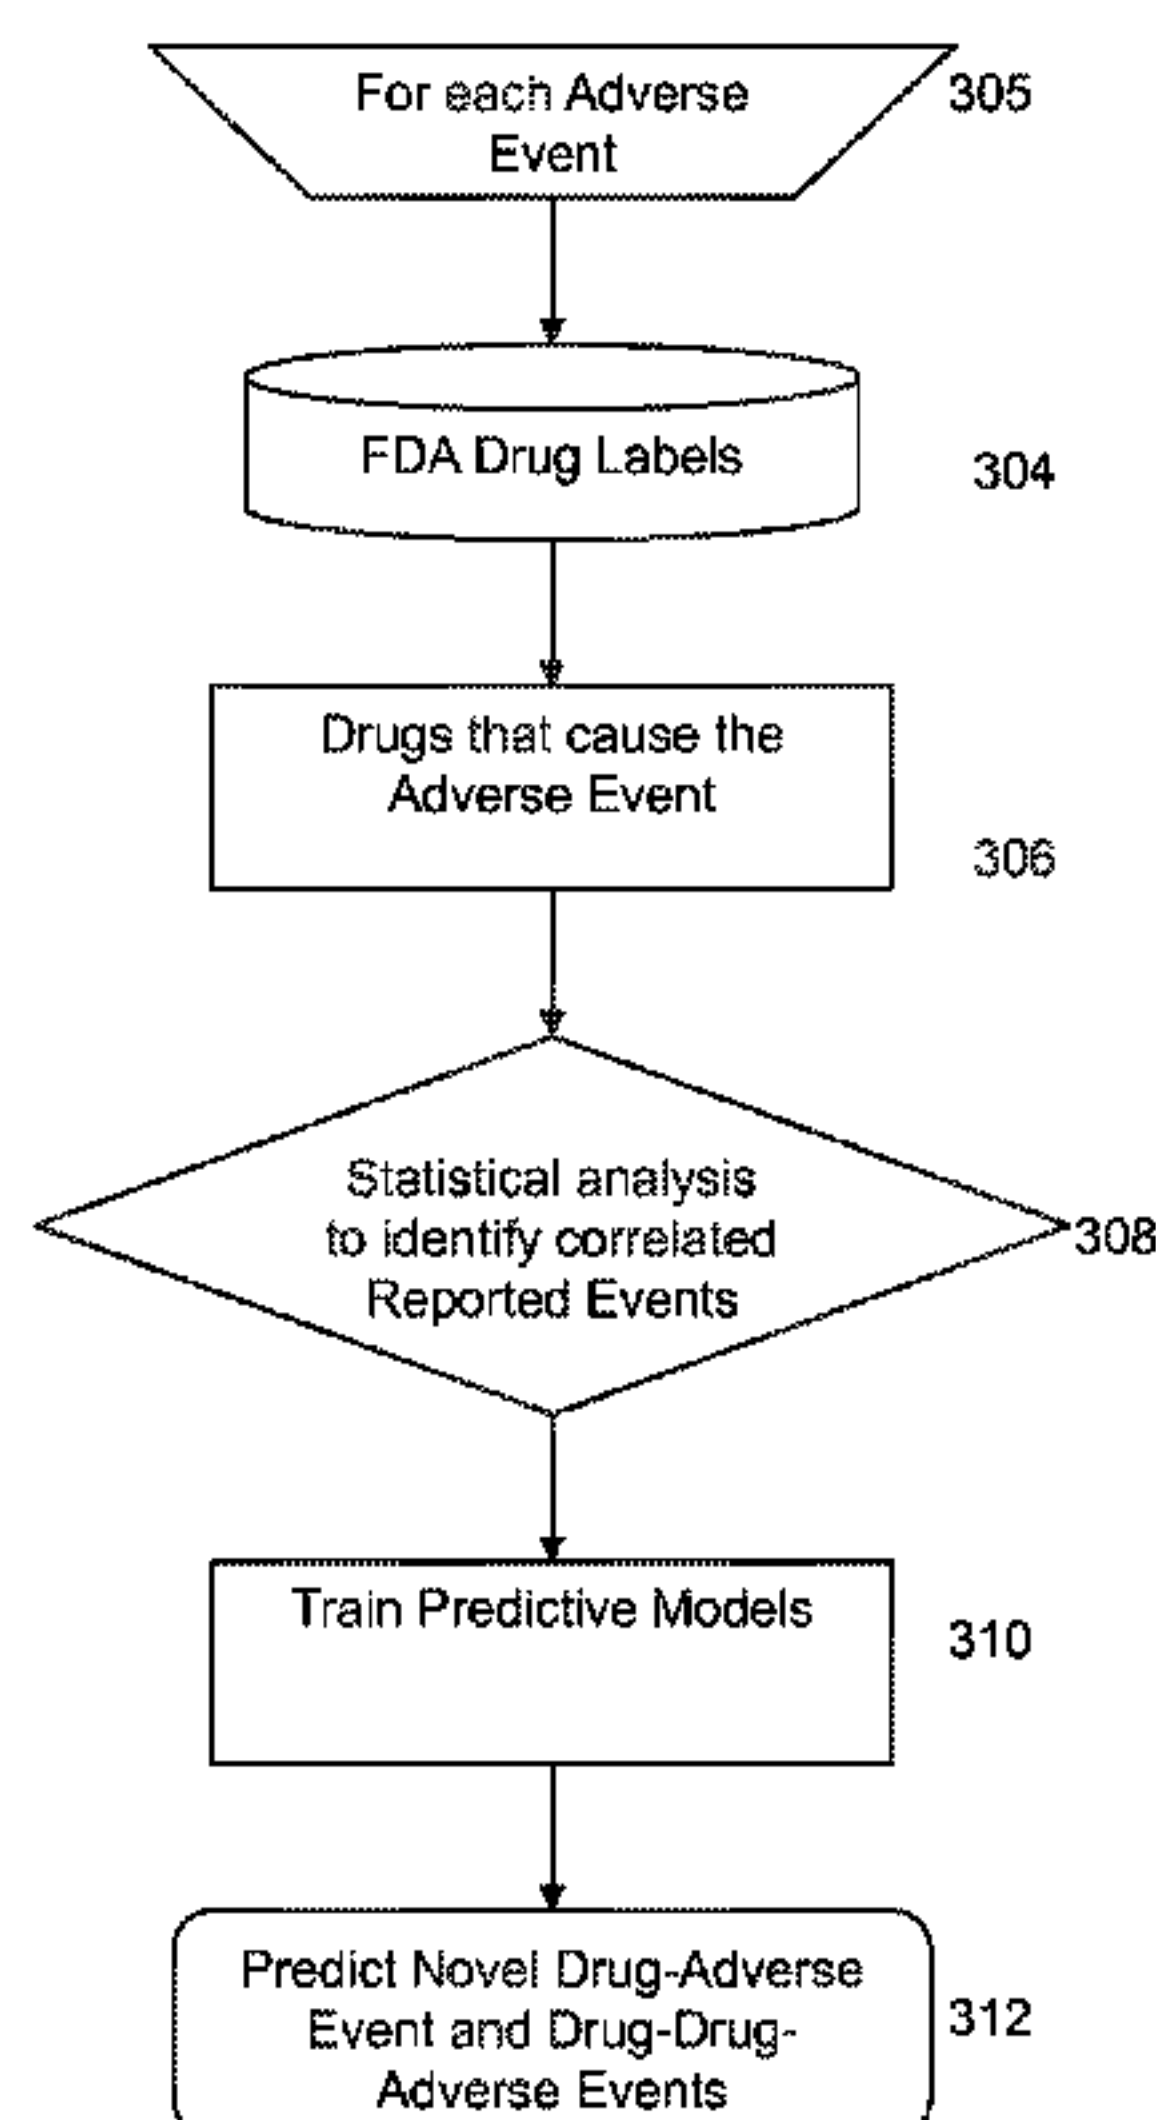 For each Adverse
Event
305
FDA Drug Labels
304
Drugs that cause the
Adverse Event
306
Statistical analysis
to identify correlated
Reported Events
308
Train Predictive Models
310
Predict Novel Drug-Adverse
Event and Drug-Drug-
Adverse Events
312